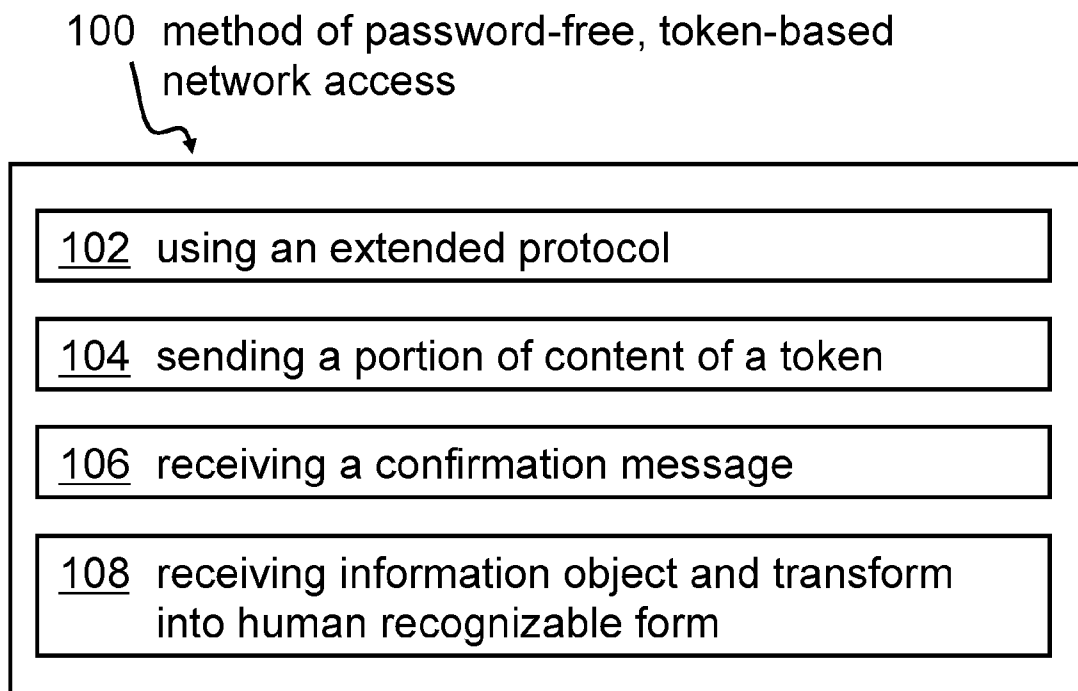 100 method of password-free, token-based
network access
102 using an extended protocol
104 sending a portion of content of a token
106 receiving a confirmation message
108 receiving information object and transform
into human recognizable form